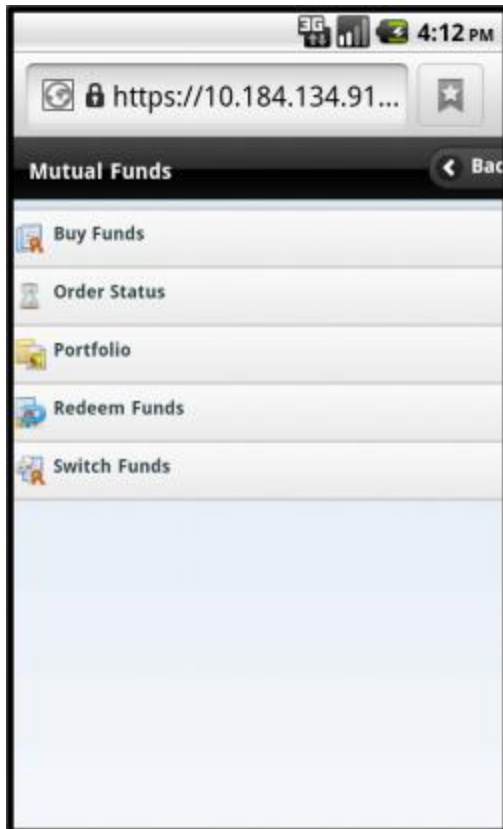 3G 4:12 PM
https://10.184.134.91...
Mutual Funds Bac
Buy Funds
Order Status
Portfolio
Redeem Funds
Switch Funds